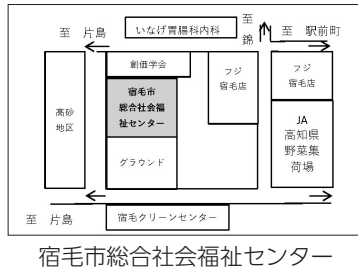 至 片島
いなげ胃腸科内科
至
錦
至 駅前町
創価学会
フジ
宿毛店
フジ
宿毛店
高砂
地区
宿毛市
総合社会福
祉センター
グラウンド
JA
高知県
野菜集
荷場
至 片島
宿毛クリーンセンター
宿毛市総合社会福祉センター